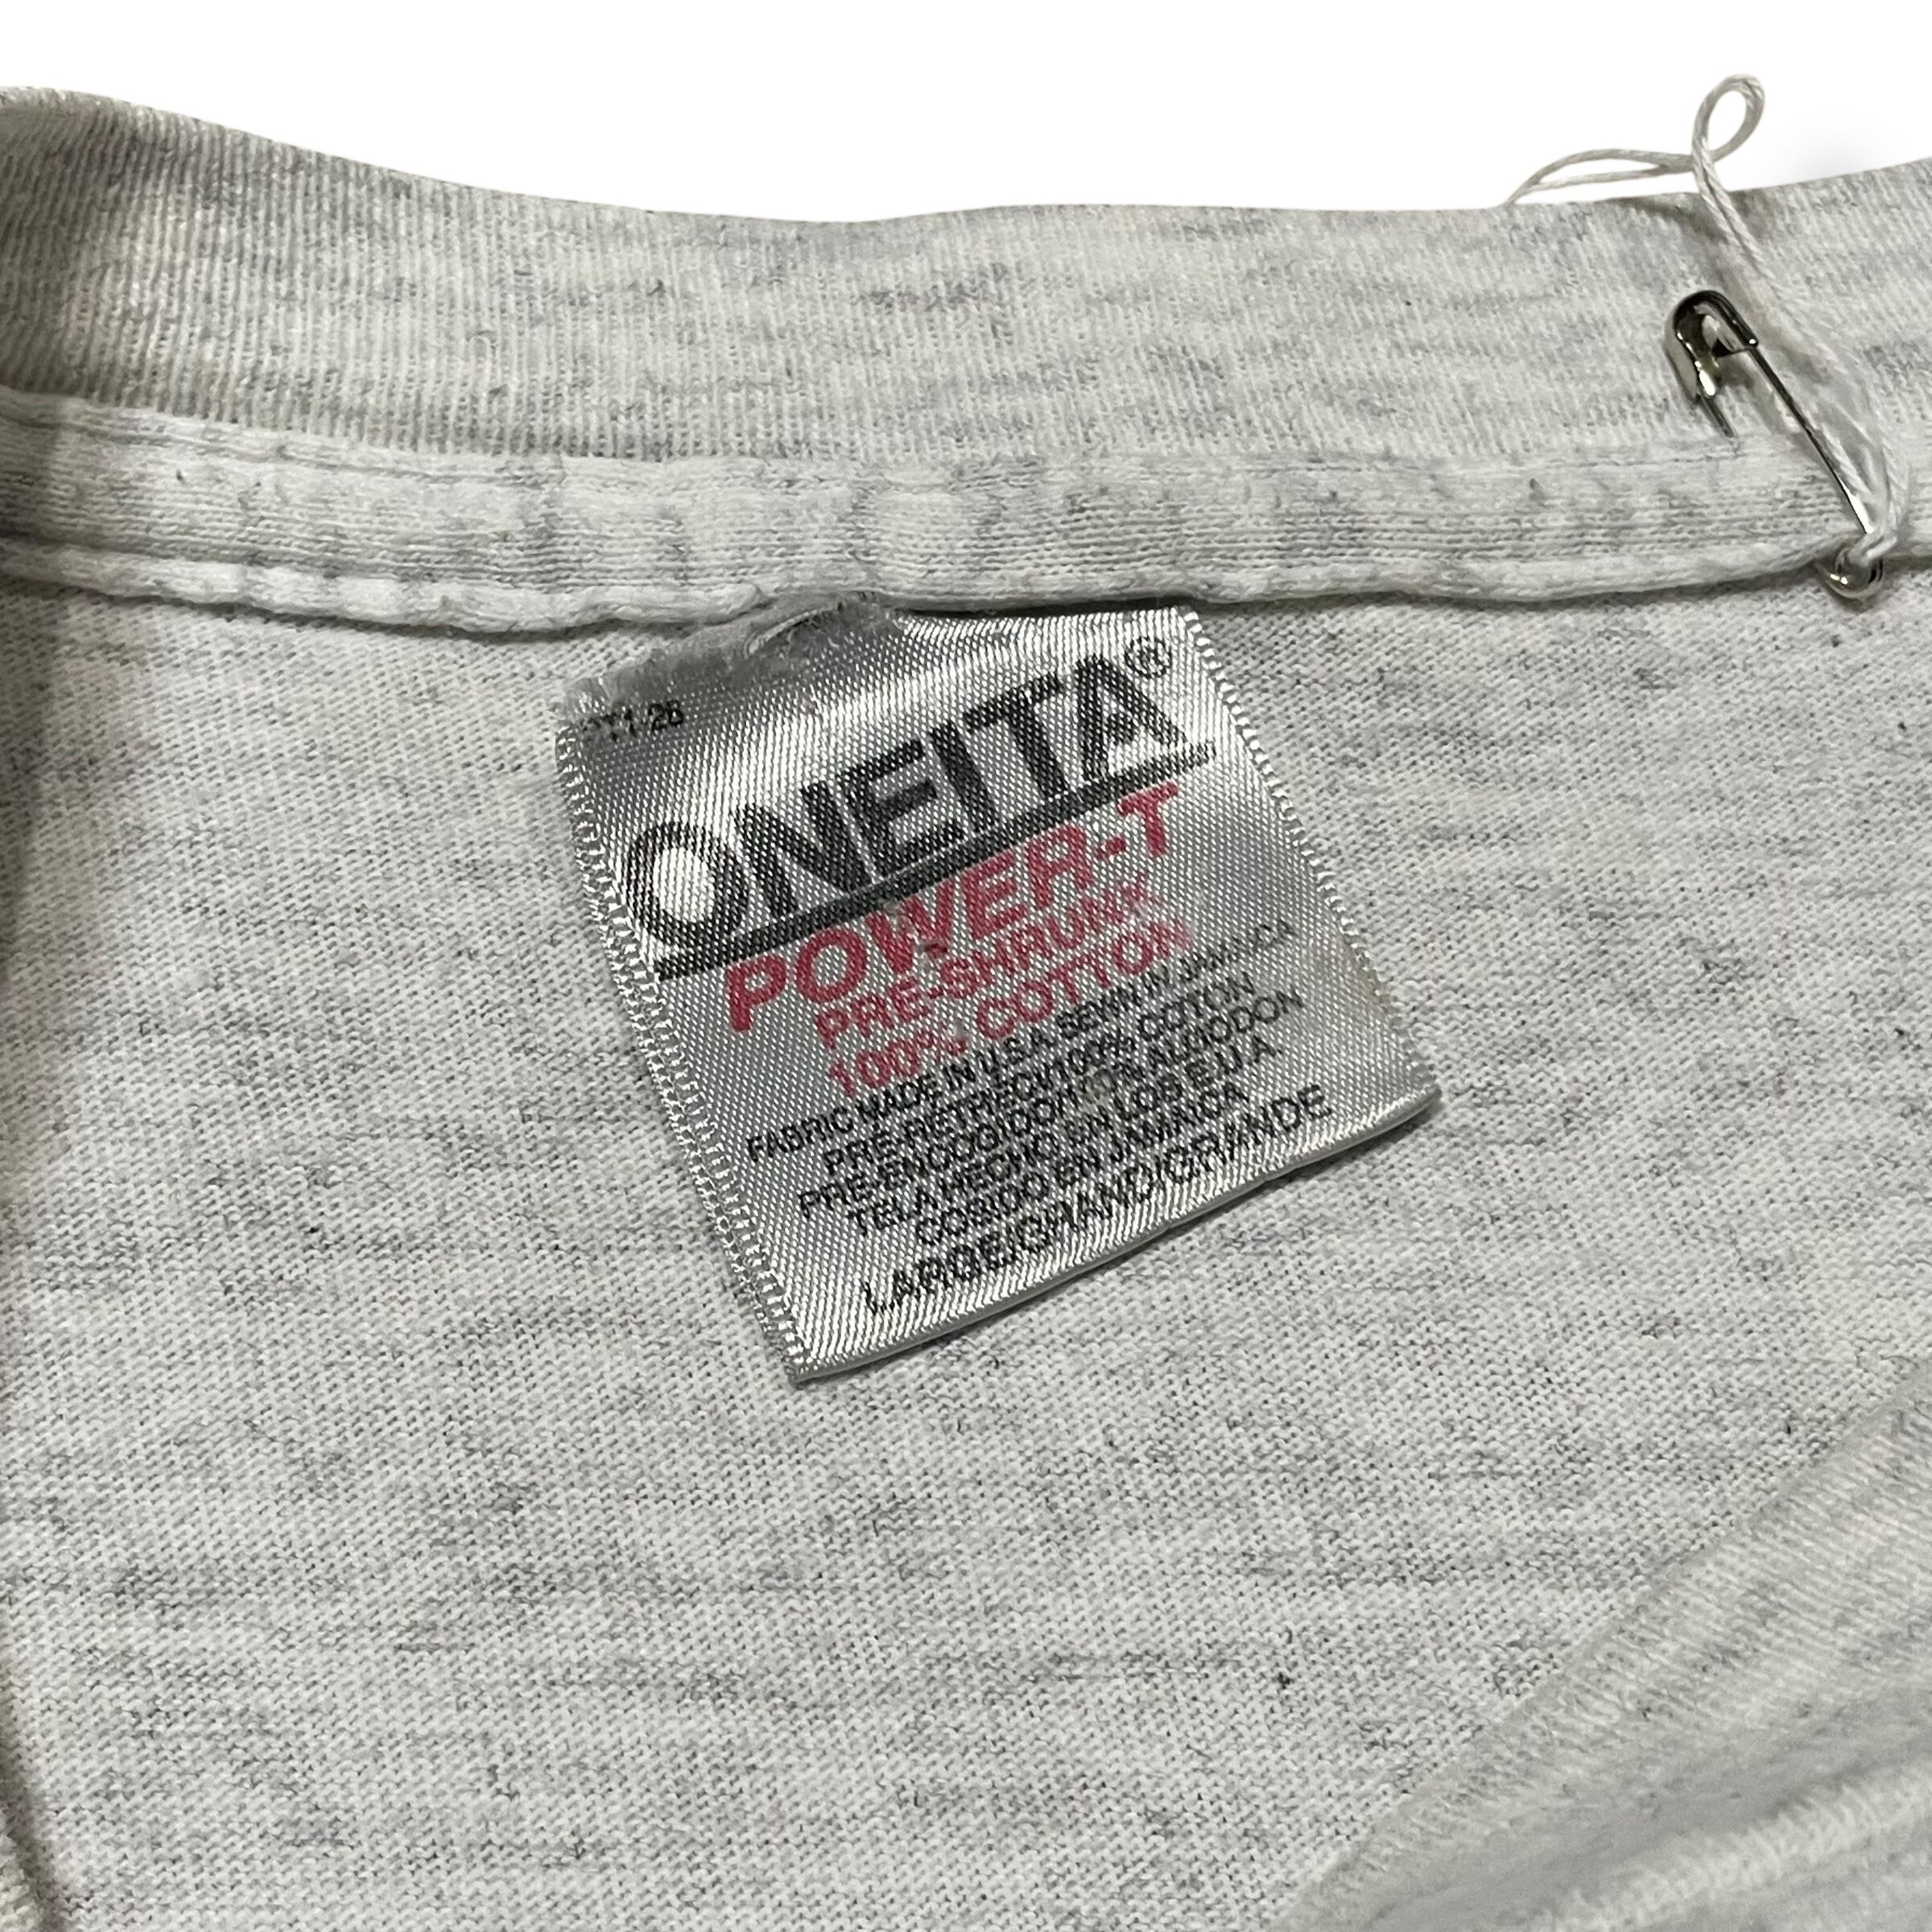 ONEITA®
POWER-T
PRE-SHRUNK
100% COTTON
FABRIC MADE IN U.S.A. SEWN IN JAMAICA
PRE-RETRIECI/100% COTON
PRE-ENCOGIDO/100% ALGODON
TELA HECHO EN LOS E.U.A.
COSIDO EN JAMAICA
LARGE/GRAND/GRANDE